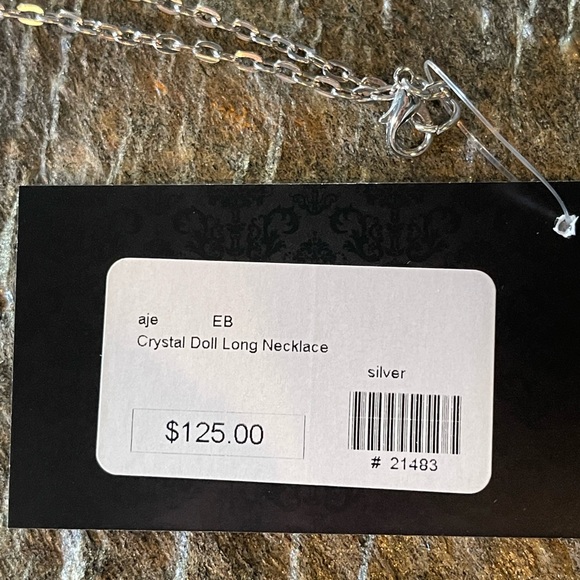 aje EB
Crystal Doll Long Necklace
silver
$125.00
# 21483